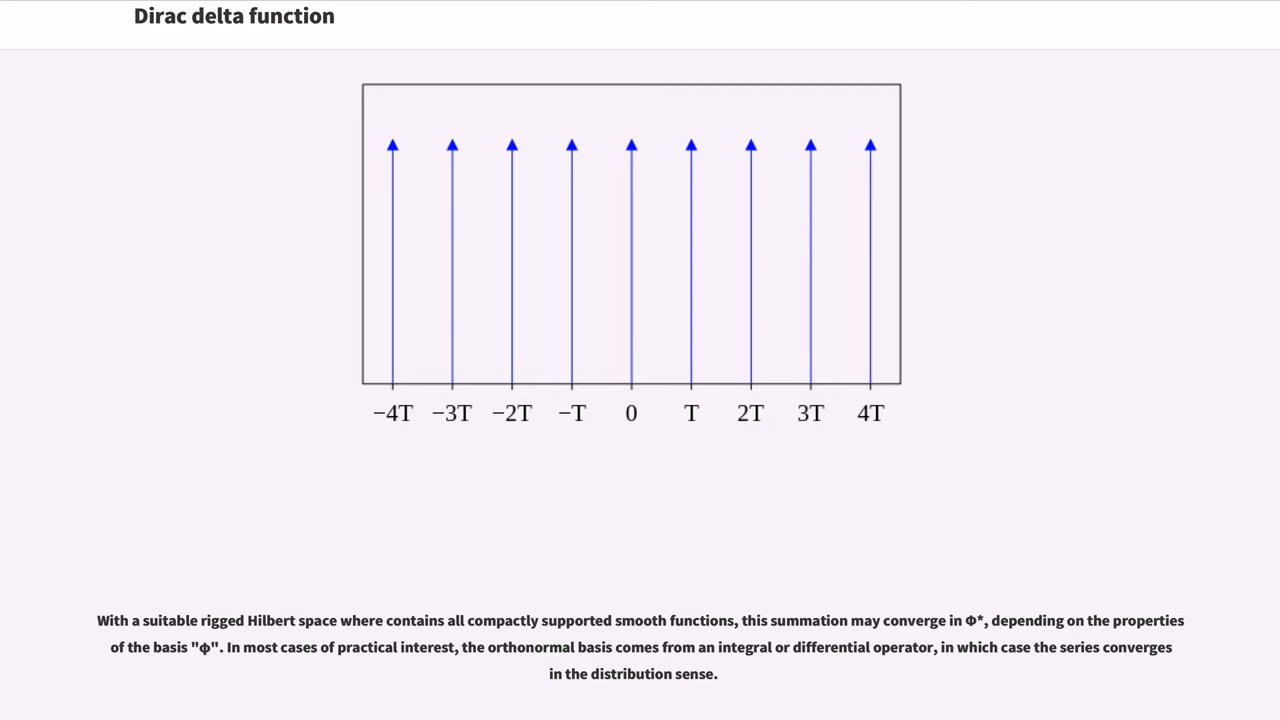 Dirac delta function
−4T −3T −2T −T 0 T 2T 3T 4T
With a suitable rigged Hilbert space where contains all compactly supported smooth functions, this summation may converge in Φ*, depending on the properties
of the basis "φ". In most cases of practical interest, the orthonormal basis comes from an integral or differential operator, in which case the series converges
in the distribution sense.